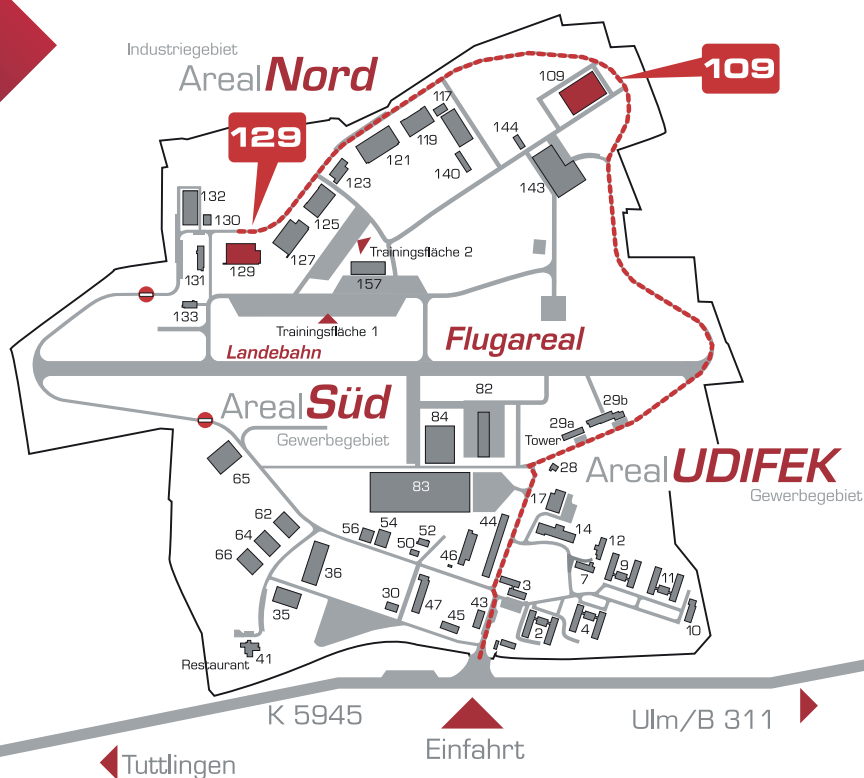 Industriegebiet
Areal Nord
109
109
117
119
144
129
121
140
143
123
132
130
125
127
Trainingsfläche 2
129
131
157
133
Trainingsfläche 1
Landebahn
Flugareal
82
Areal Süd
Gewerbegebiet
84
29a
29b
Tower
28
Areal UDIFEK
Gewerbegebiet
65
83
17
62
56
54
52
44
14
64
50
12
66
46
9
36
7
11
3
30
47
43
35
45
2
4
10
Restaurant
41
K 5945
Ulm/B 311
Einfahrt
Tuttlingen